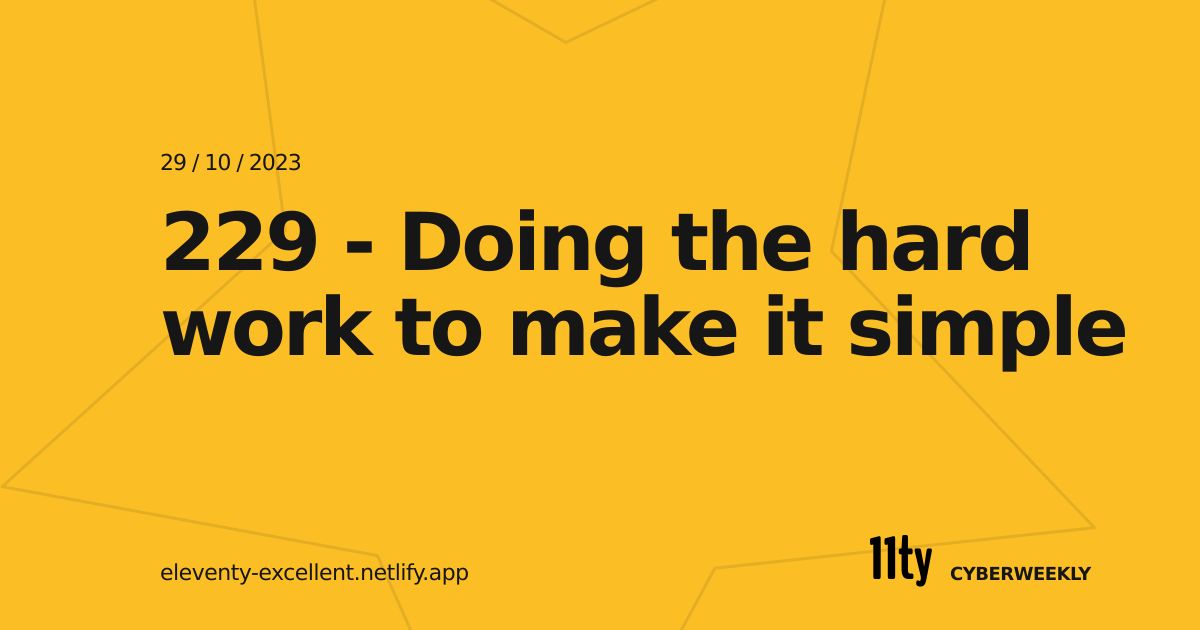 29 / 10 / 2023
229 - Doing the hard
work to make it simple
eleventy-excellent.netlify.app
11ty CYBERWEEKLY